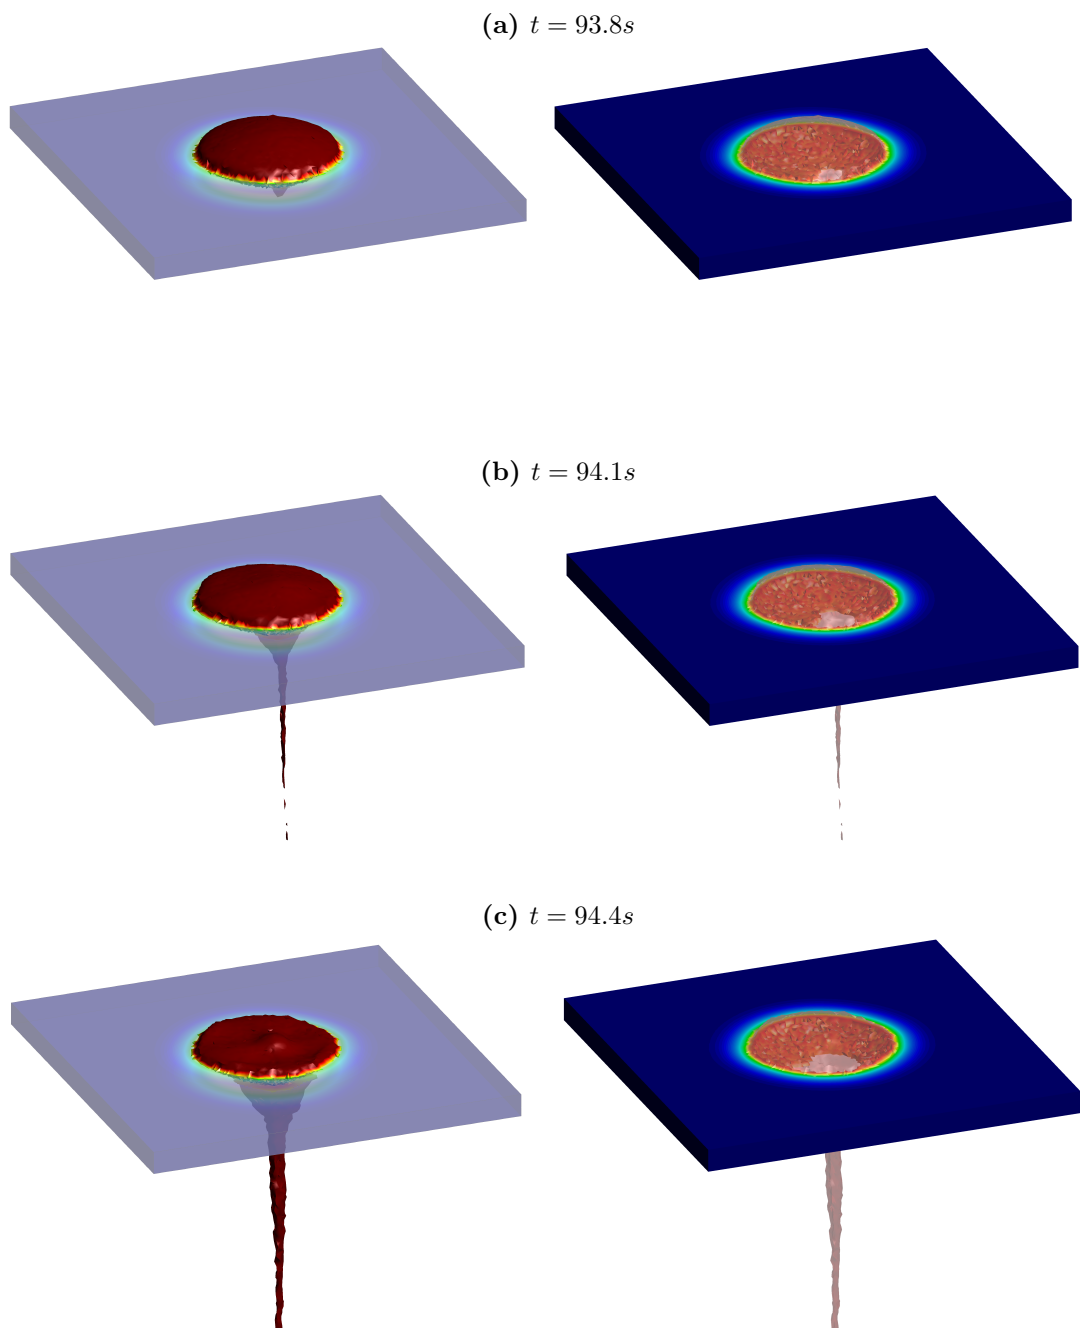 (a) t = 93.8s
(b) t = 94.1s
(c) t = 94.4s